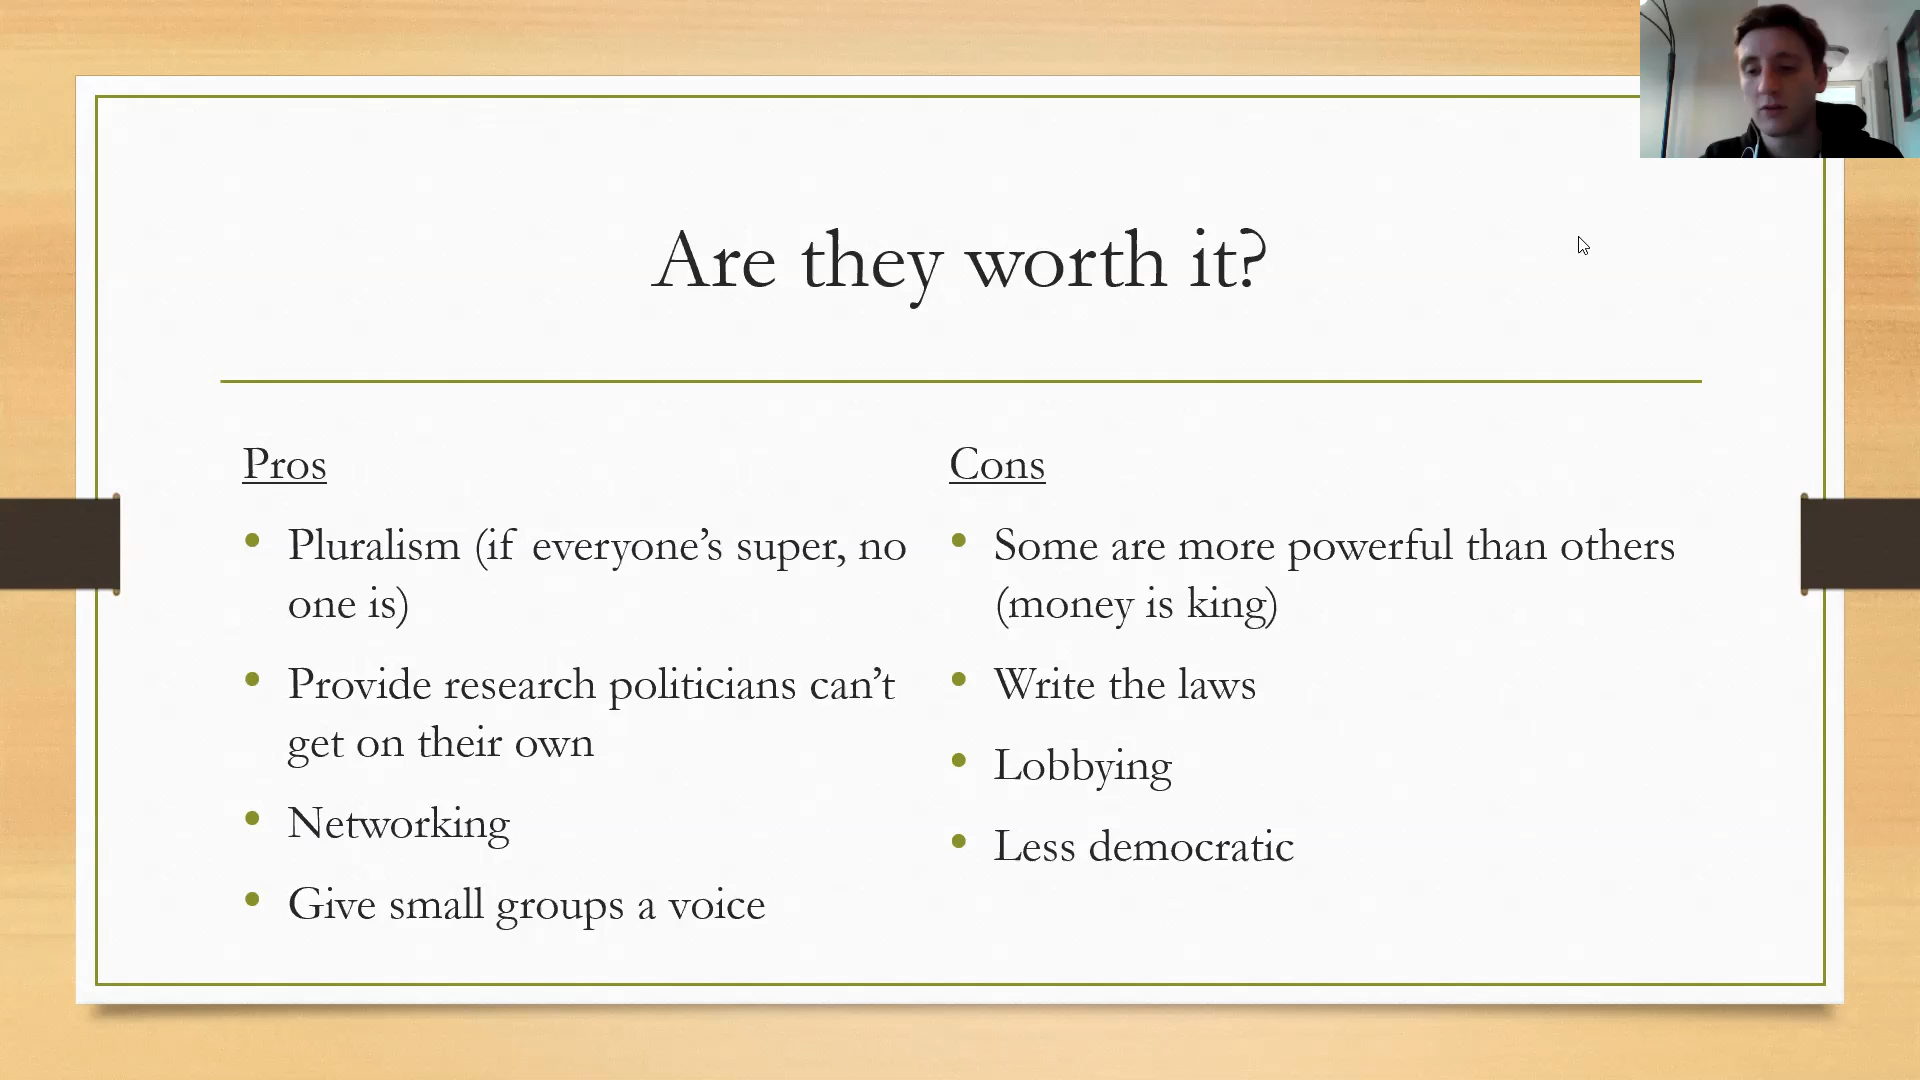 Are they worth it?
Pros
• Pluralism (if everyone’s super, no
one is)
• Provide research politicians can’t
get on their own
• Networking
• Give small groups a voice
Cons
• Some are more powerful than others
(money is king)
• Write the laws
• Lobbying
• Less democratic